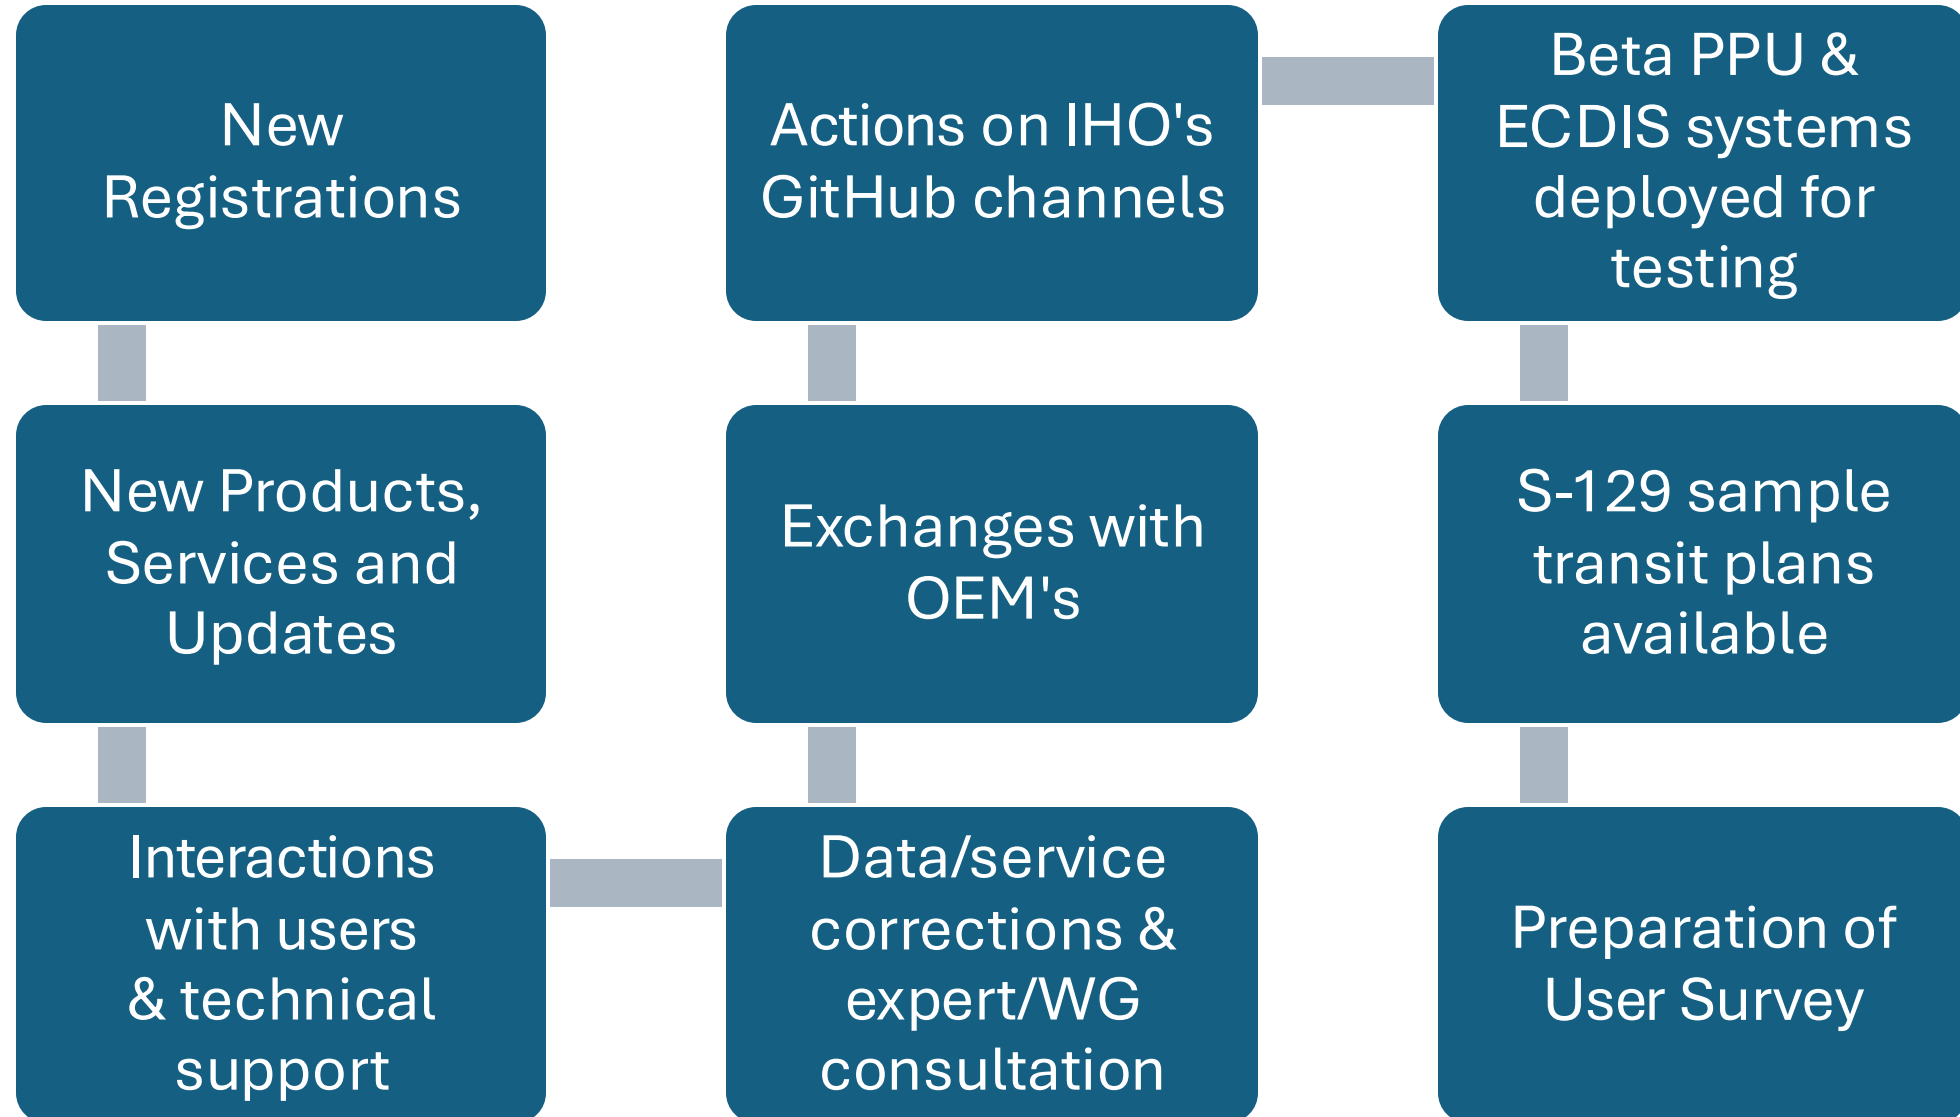 New
Registrations
New Products,
Services and
Updates
Interactions
with users
& technical
support
Data/service
corrections &
expert/WG
consultation
Exchanges with
OEM's
Actions on IHO's
GitHub channels
Beta PPU &
ECDIS systems
deployed for
testing
S-129 sample
transit plans
available
Preparation of
User Survey